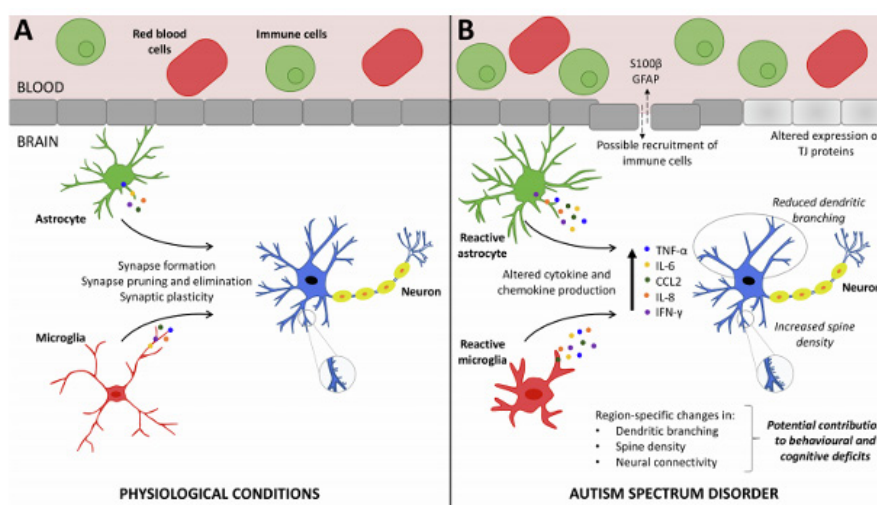 A
Red blood
cells
Immune cells
BLOOD
BRAIN
Astrocyte
Synapse formation
Synapse pruning and elimination
Synaptic plasticity
Neuron
Microglia
PHYSIOLOGICAL CONDITIONS
B
S100β
GFAP
Possible recruitment of
immune cells
Altered expression o
TJ proteins
Reduced dendritic
branching
Reactive
astrocyte
Altered cytokine and
chemokine production
TNF-α
IL-6
CCL2
IL-8
IFN-γ
Neuron
Increased spine
density
Reactive
microglia
Region-specific changes in:
• Dendritic branching
• Spine density
• Neural connectivity
Potential contribution
to behavioural and
cognitive deficits
AUTISM SPECTRUM DISORDER